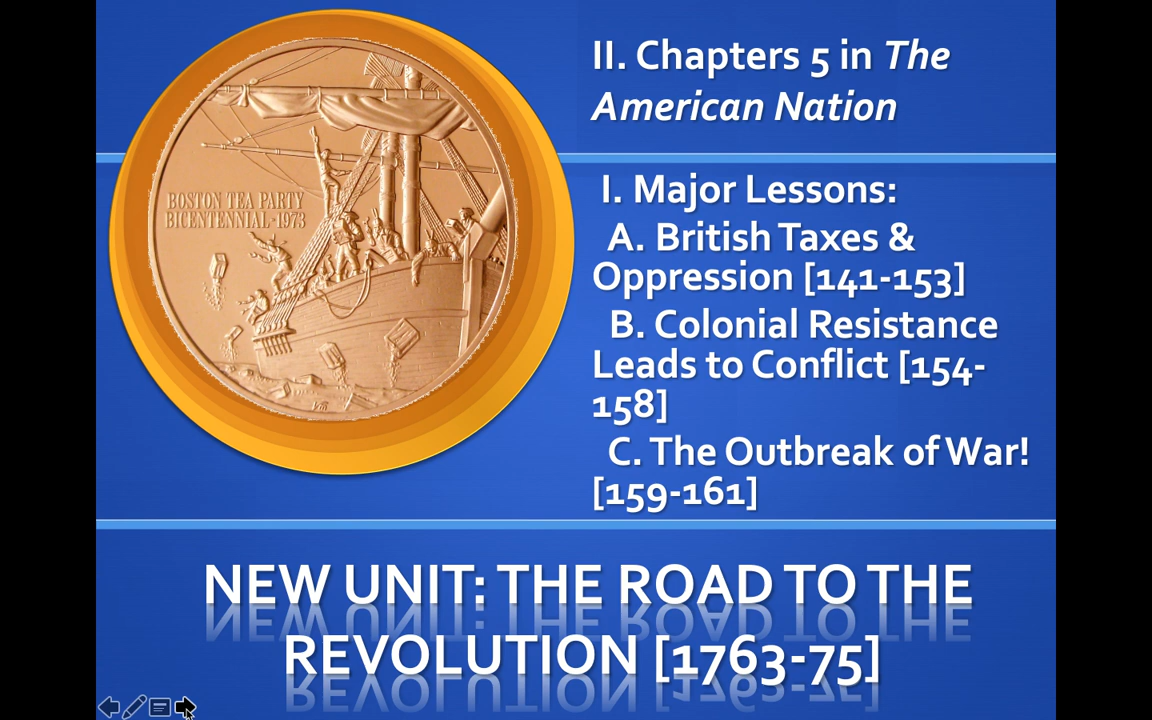 II. Chapters 5 in The
American Nation
BOSTON TEA PARTY
BICENTENNIAL-1973
I. Major Lessons:
A. British Taxes &
Oppression [141-153]
B. Colonial Resistance
Leads to Conflict [154-
158]
C. The Outbreak of War!
[159-161]
NEW UNIT: THE ROAD TO THE
REVOLUTION [1763-75]